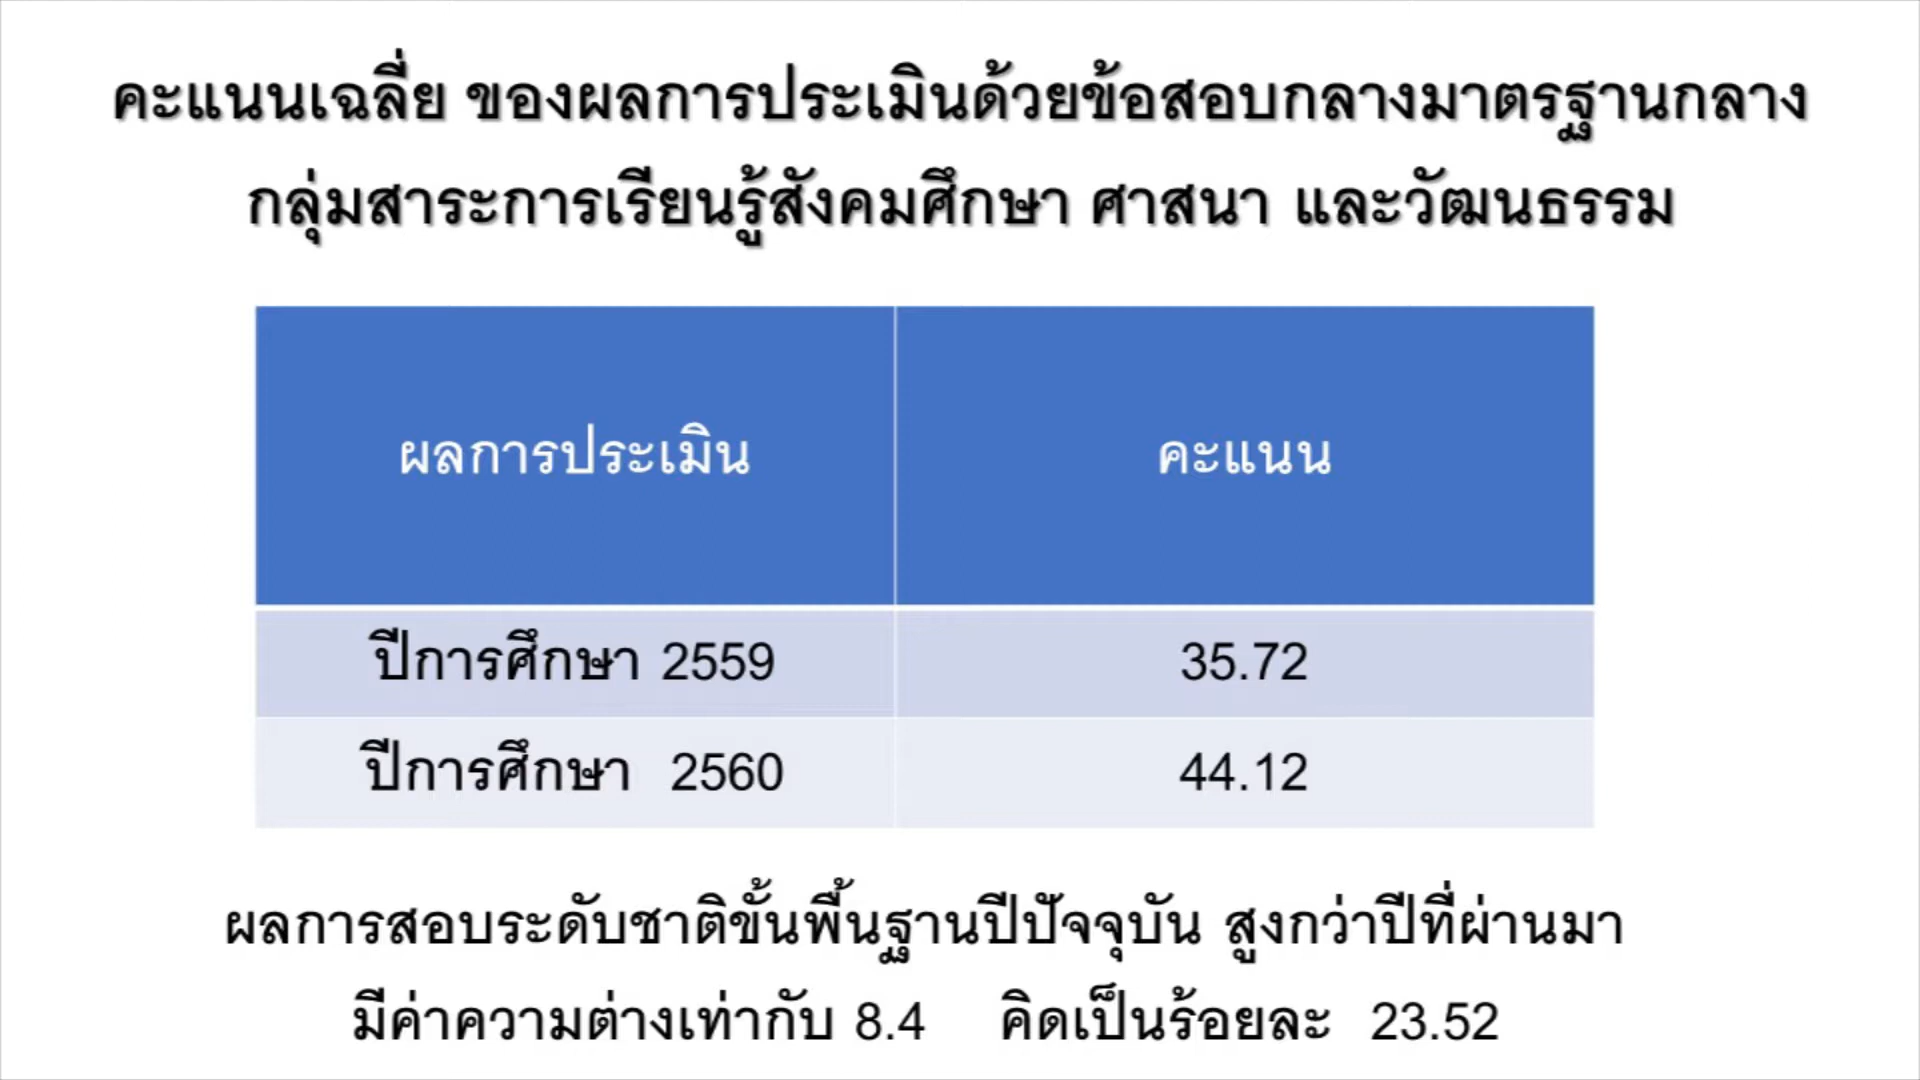 คะแนนเฉลี่ย ของผลการประเมินด้วยข้อสอบกลางมาตรฐานกลาง
กลุ่มสาระการเรียนรู้สังคมศึกษา ศาสนา และวัฒนธรรม
ผลการประเมิน คะแนน
ปีการศึกษา 2559 35.72
ปีการศึกษา 2560 44.12
ผลการสอบระดับชาติขั้นพื้นฐานปีปัจจุบัน สูงกว่าปีที่ผ่านมา
มีค่าความต่างเท่ากับ 8.4 คิดเป็นร้อยละ 23.52